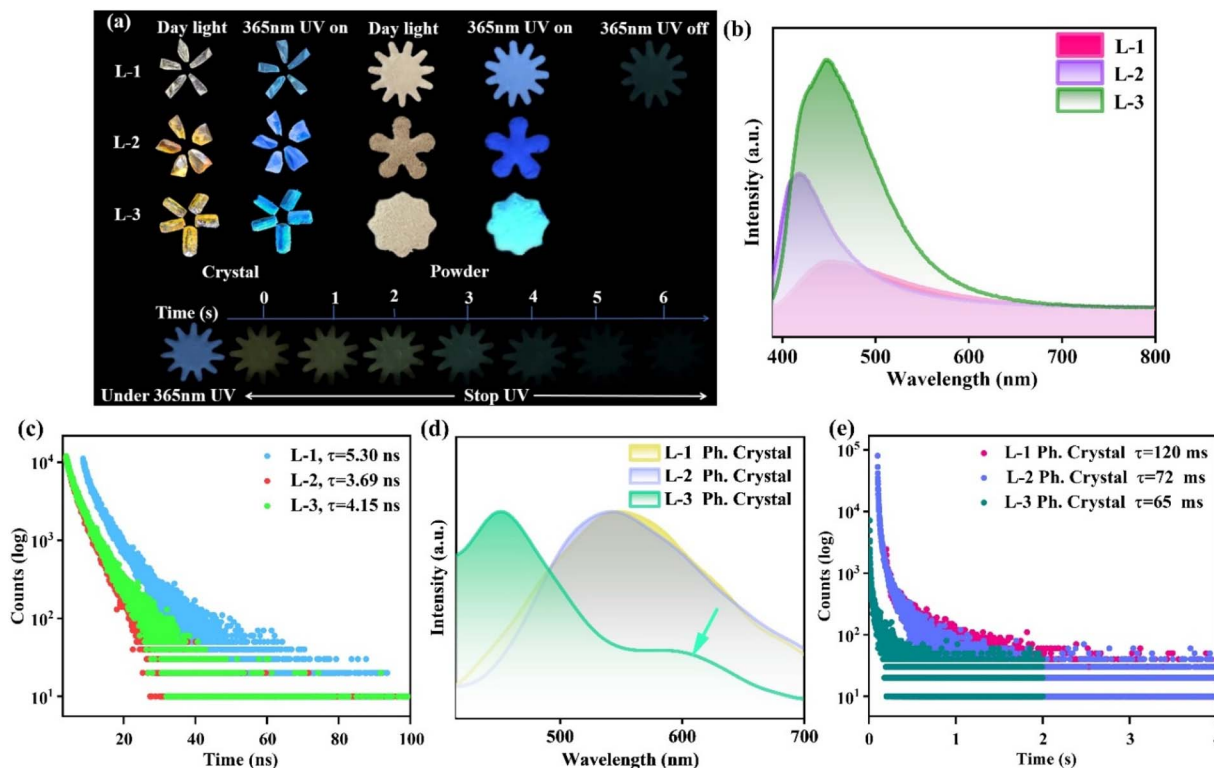 (a)
Day light 365nm UV on Day light 365nm UV on 365nm UV off
L-1
L-2
L-3
Crystal Powder
0 1 2 3 4 5 6
Time (s)
Under 365nm UV Stop UV
(b)
L-1
L-2
L-3
Intensity (a.u.)
400 500 600 700 800
Wavelength (nm)
(c)
L-1, τ=5.30 ns
L-2, τ=3.69 ns
L-3, τ=4.15 ns
10⁴
10³
10²
10¹
Counts (log)
20 40 60 80 100
Time (ns)
(d)
L-1 Ph. Crystal
L-2 Ph. Crystal
L-3 Ph. Crystal
Intensity (a.u.)
500 600 700
Wavelength (nm)
(e)
L-1 Ph. Crystal τ=120 ms
L-2 Ph. Crystal τ=72 ms
L-3 Ph. Crystal τ=65 ms
10⁵
10⁴
10³
10²
10¹
Counts (log)
0 1 2 3
Time (s)